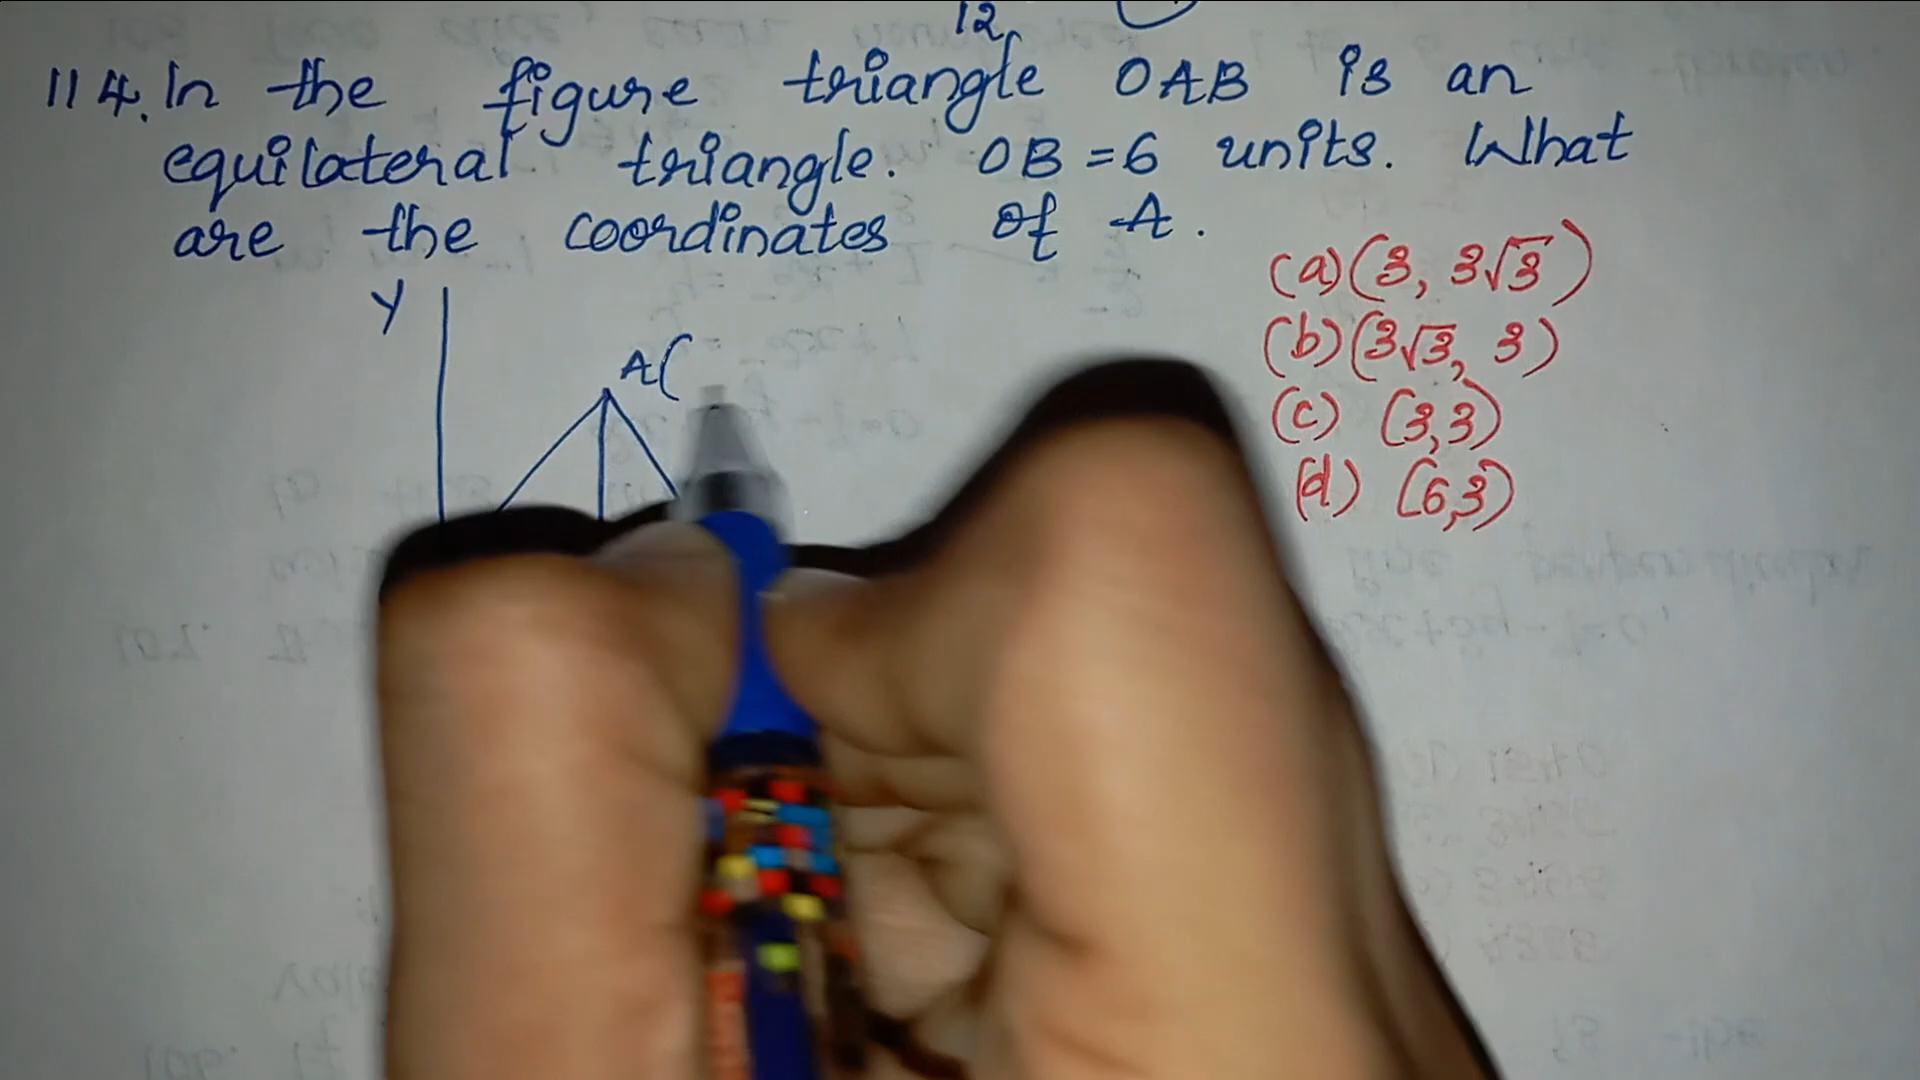 12
114. In the figure triangle OAB is an
equilateral triangle. OB = 6 units. What
are the coordinates of A.
(a) (3, 3√3)
(b) (3√3, 3)
(c) (3,3)
(d) (6,3)
Y
A(